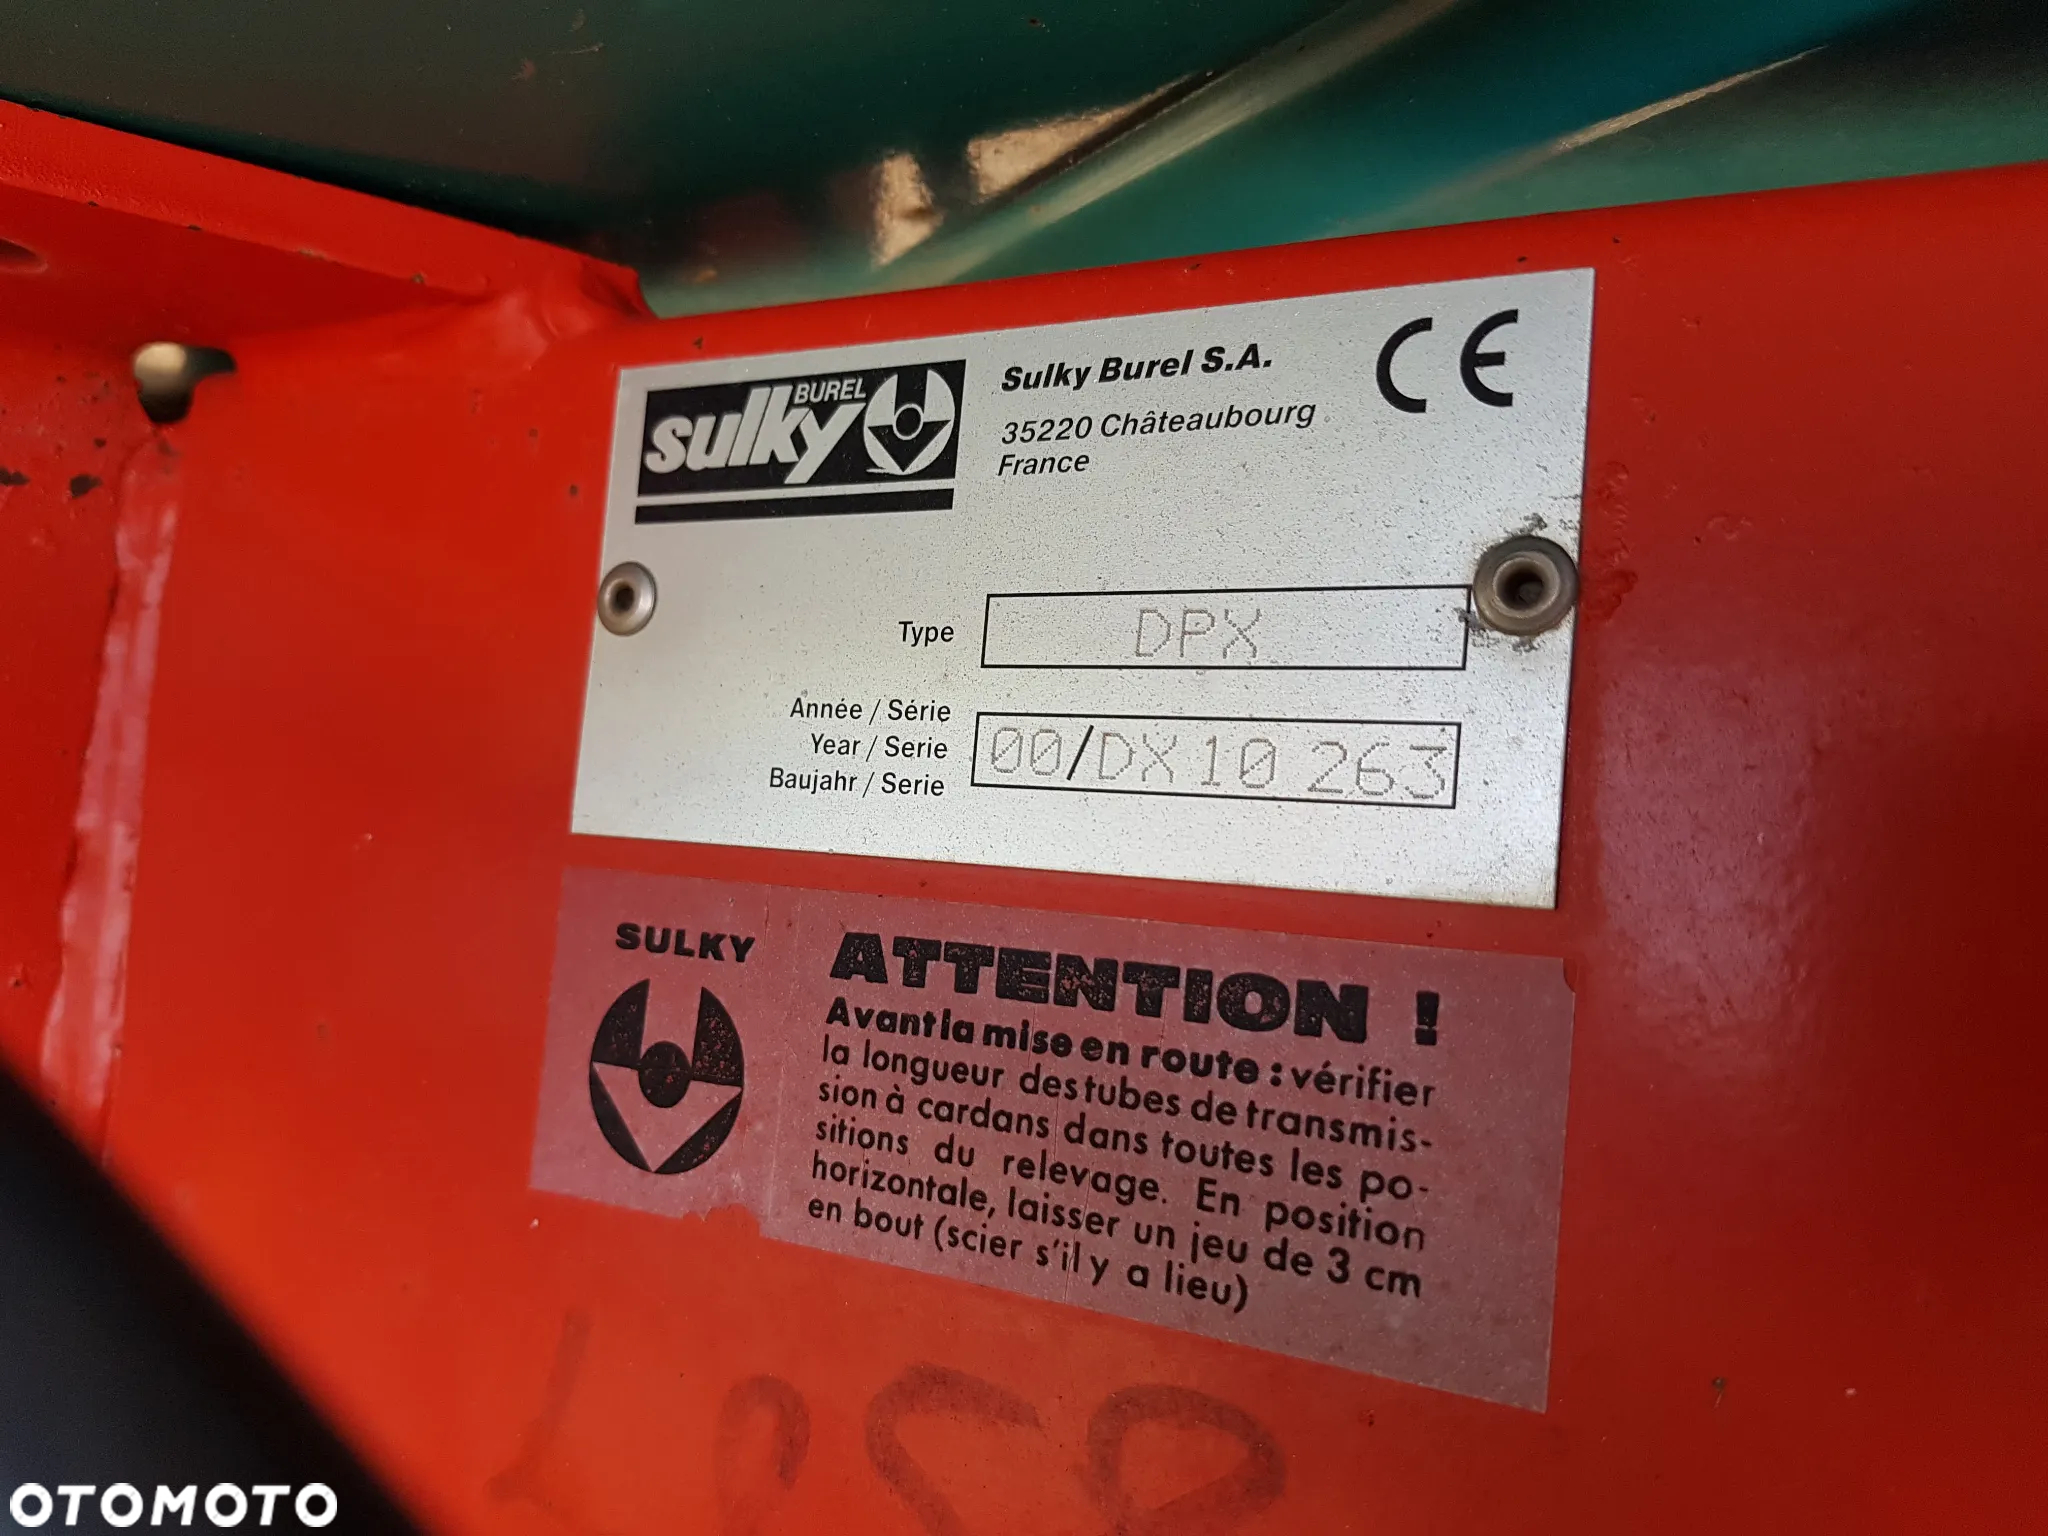 BUREL
sulky
Sulky Burel S.A.
35220 Châteaubourg
France
CE
Type
DPX
Année / Série
Year / Serie
Baujahr / Serie
00/DX 10 263
SULKY
ATTENTION !
Avant la mise en route : vérifier
la longueur des tubes de transmis-
sion à cardans dans toutes les po-
sitions du relevage. En position
horizontale, laisser un jeu de 3 cm
en bout (scier s'il y a lieu)
OTOMOTO